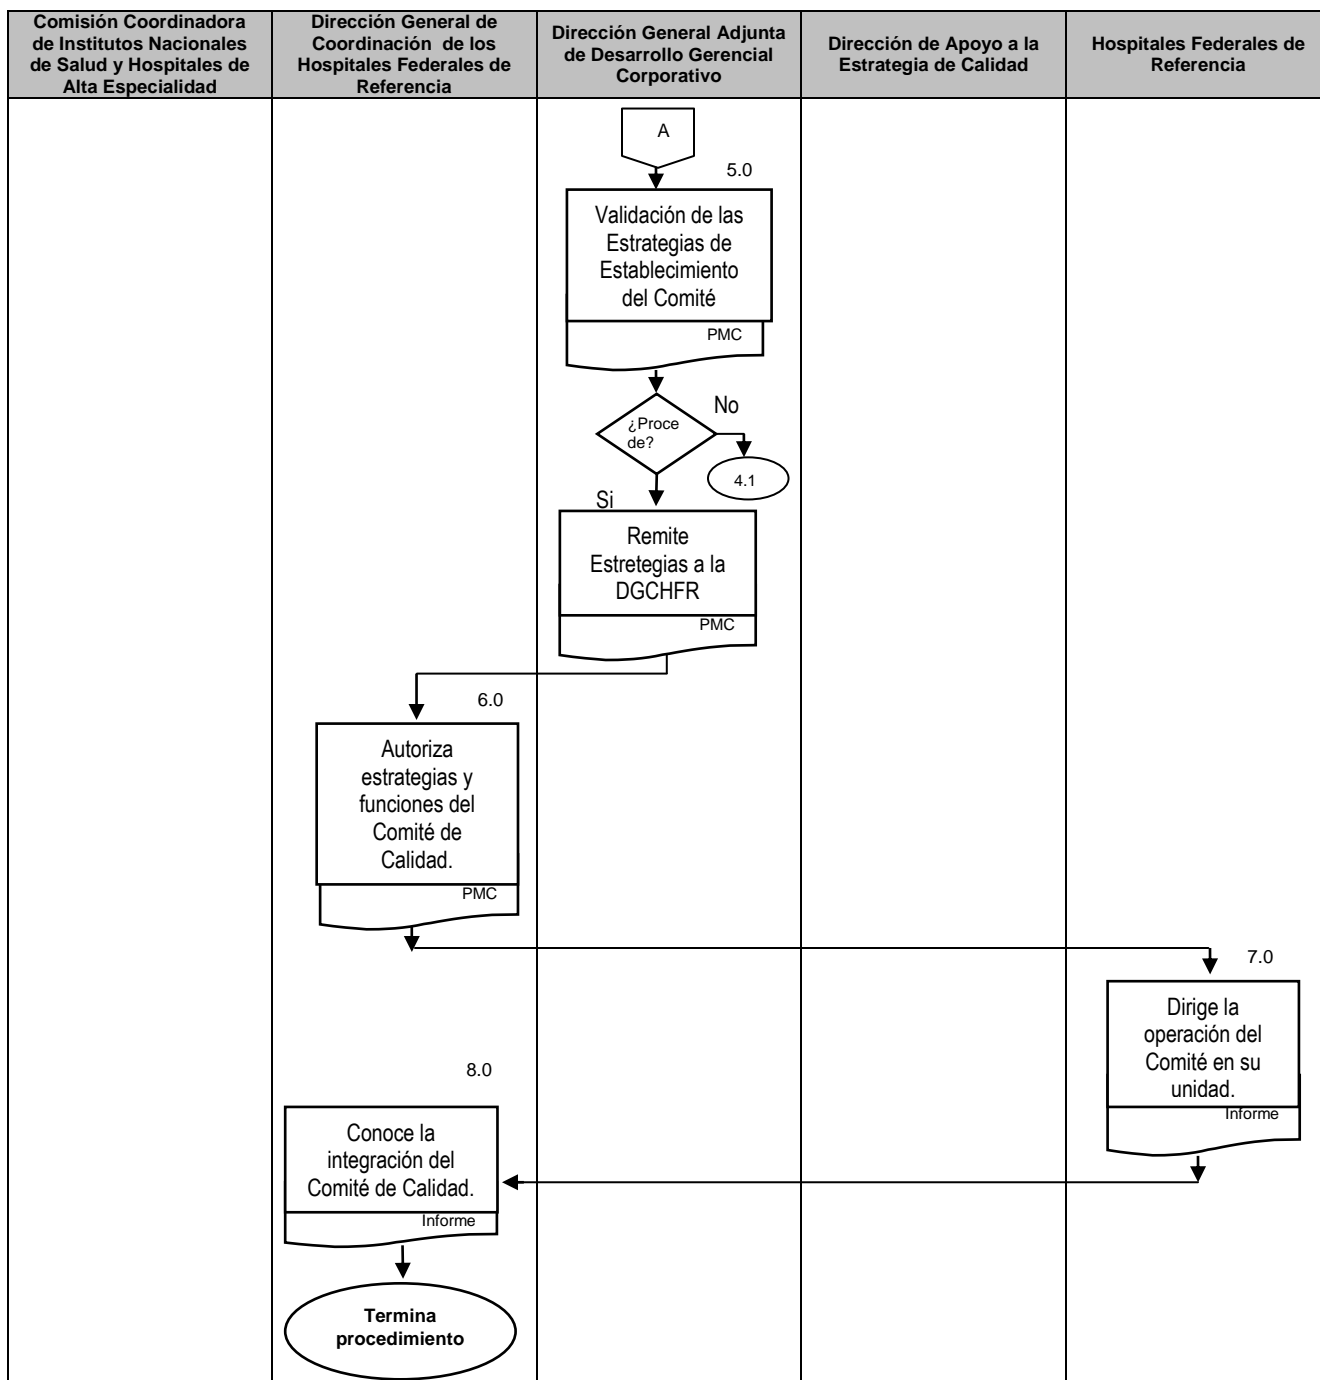 Comisión Coordinadora
de Institutos Nacionales
de Salud y Hospitales de
Alta Especialidad
Dirección General de
Coordinación de los
Hospitales Federales de
Referencia
Dirección General Adjunta
de Desarrollo Gerencial
Corporativo
Dirección de Apoyo a la
Estrategia de Calidad
Hospitales Federales de
Referencia
A
5.0
Validación de las
Estrategias de
Establecimiento
del Comité
PMC
¿Proce
de?
No
4.1
Si
Remite
Estretegias a la
DGCHFR
PMC
6.0
Autoriza
estrategias y
funciones del
Comité de
Calidad.
PMC
7.0
Dirige la
operación del
Comité en su
unidad.
Informe
8.0
Conoce la
integración del
Comité de Calidad.
Informe
Termina
procedimiento